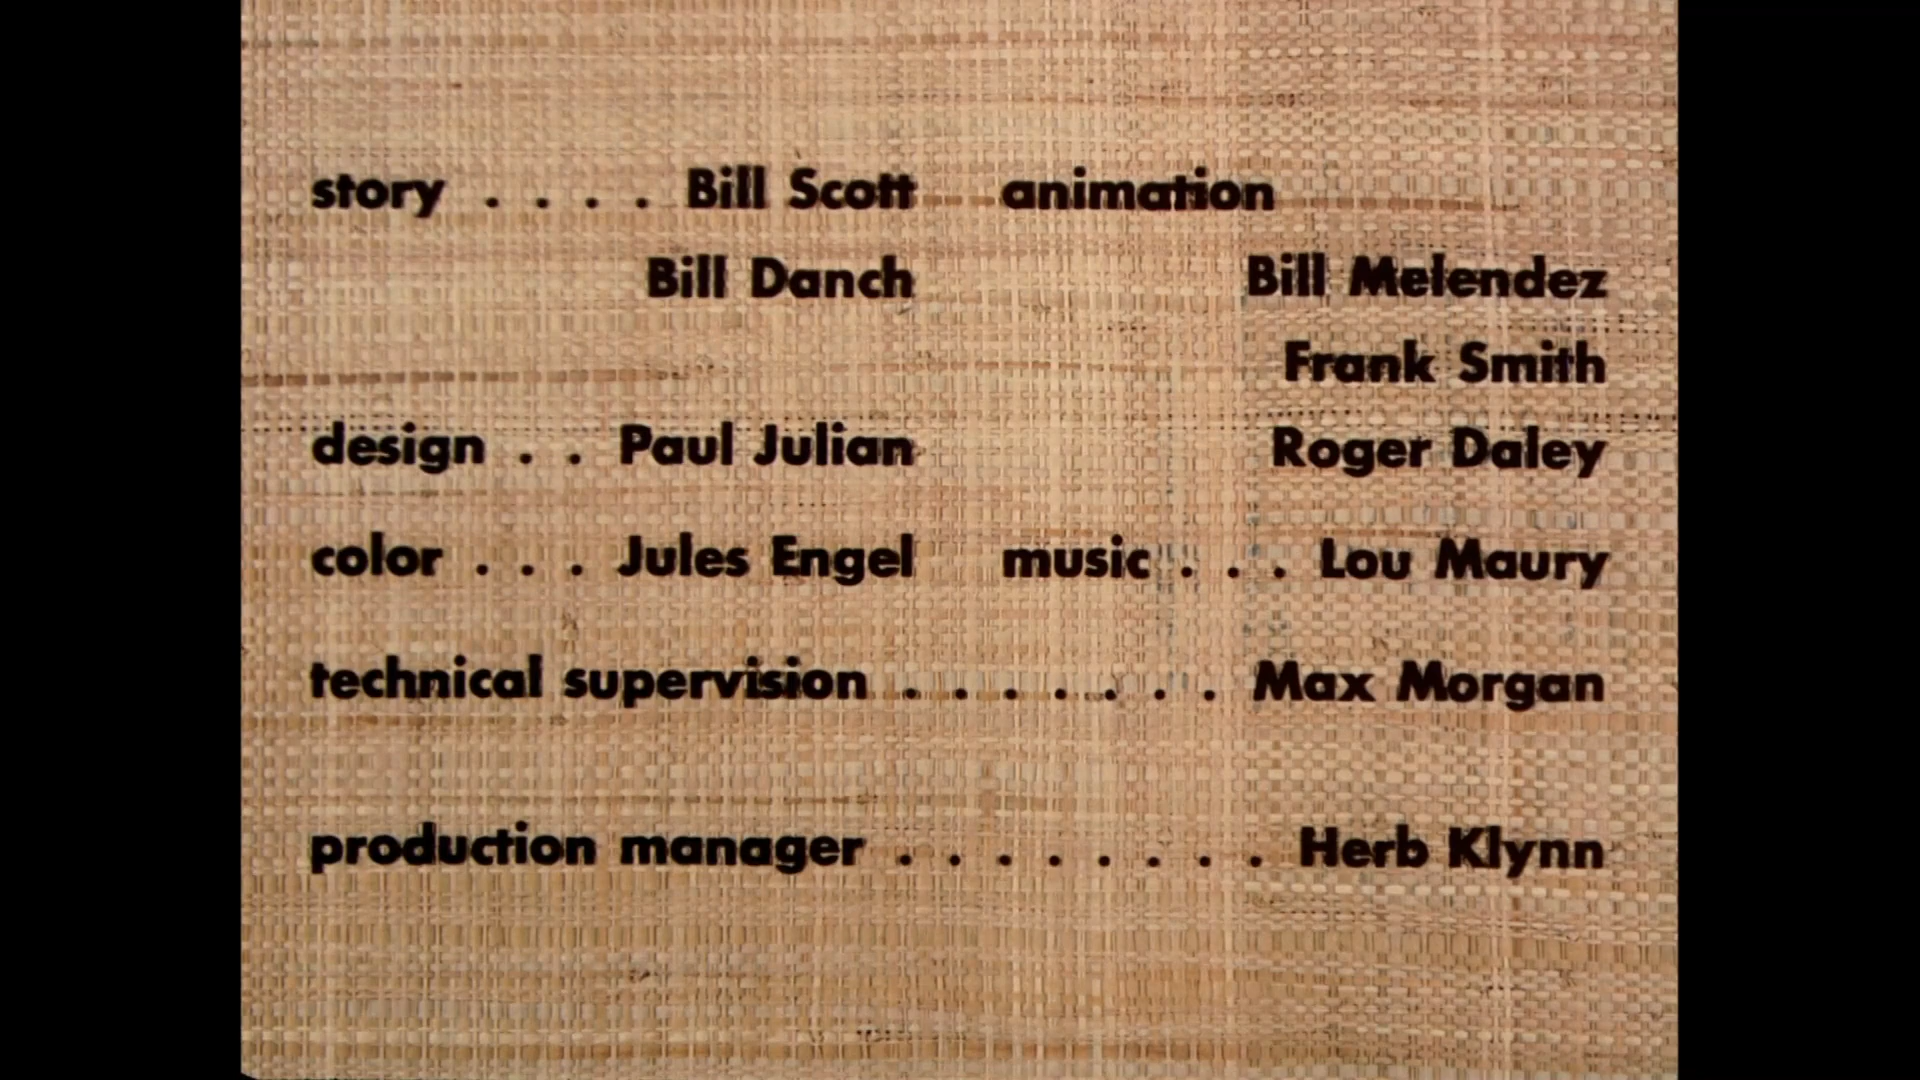 story . . . . Bill Scott
Bill Danch
design . . Paul Julian
color . . . Jules Engel
animation
Bill Melendez
Frank Smith
Roger Daley
music . . . Lou Maury
technical supervision . . . . . . . Max Morgan
production manager . . . . . . . . Herb Klynn